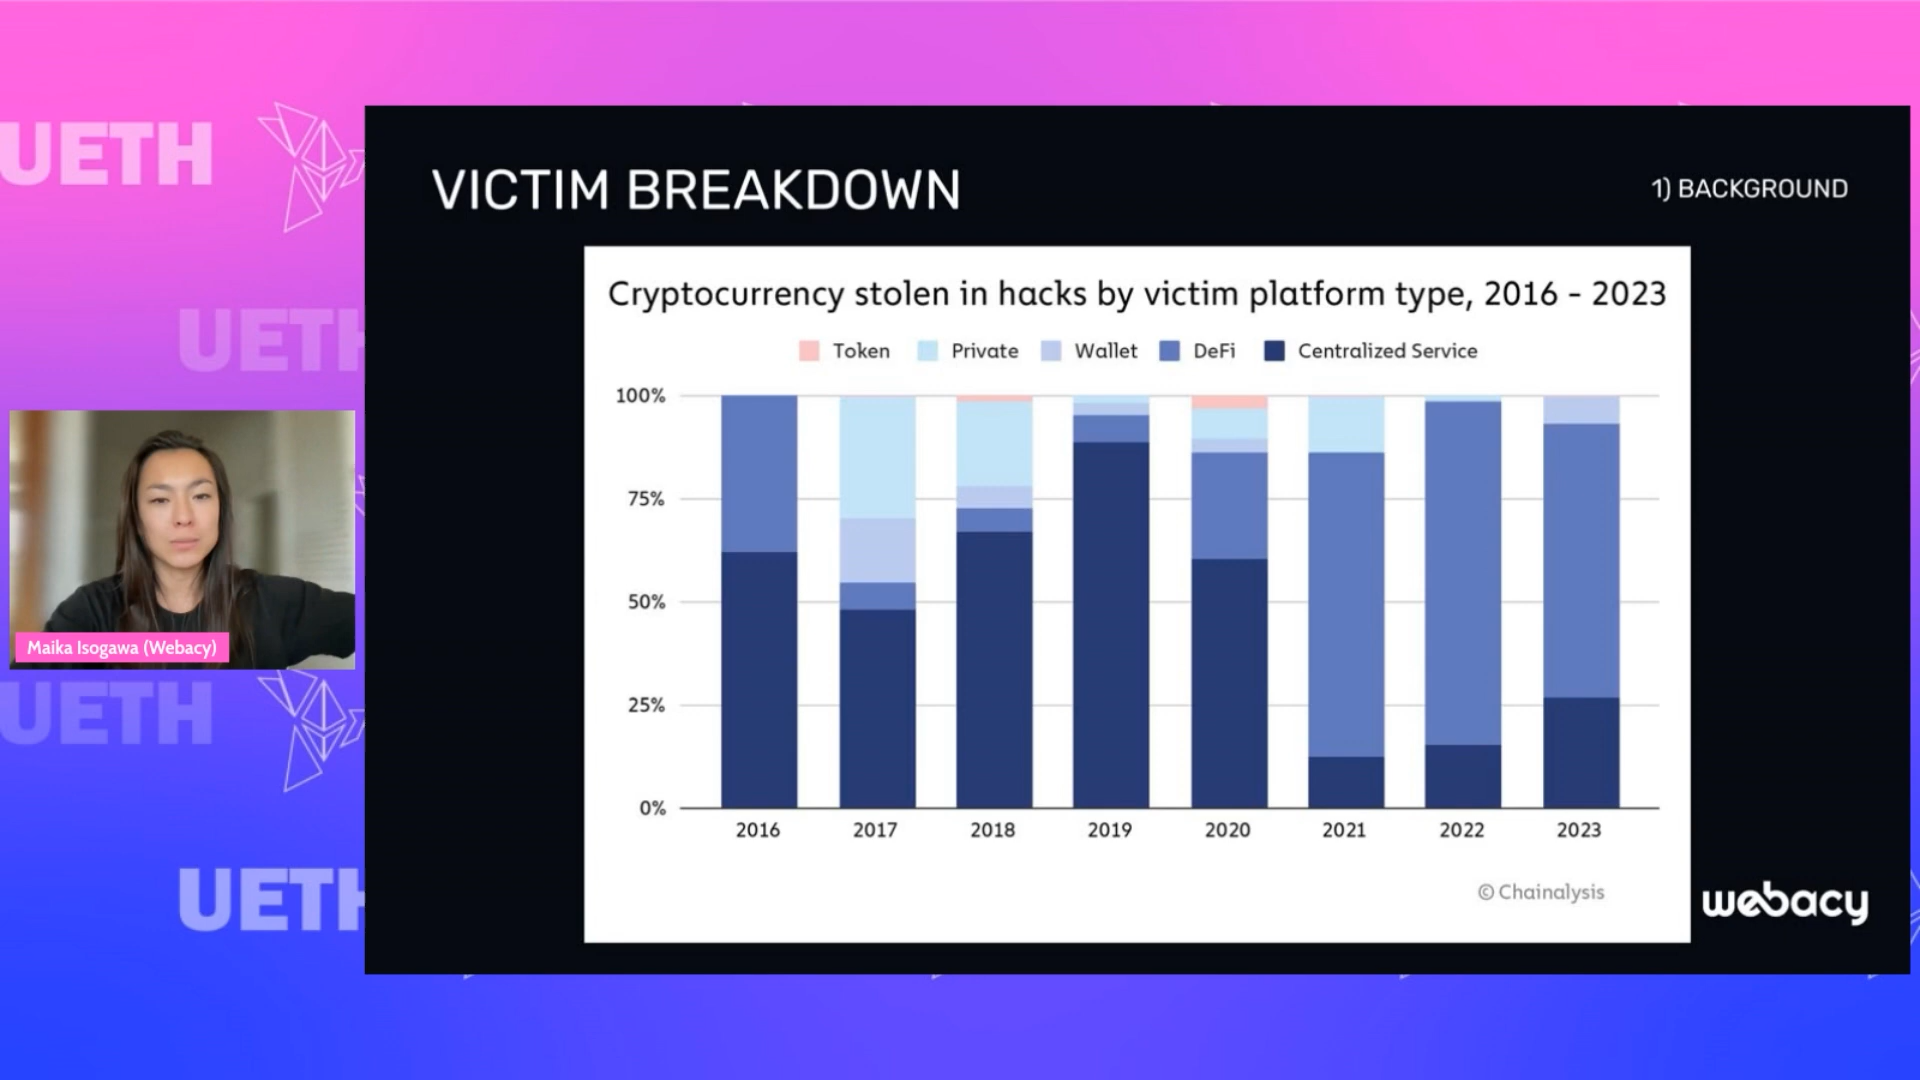 UETH
UETH
UETH
UETH
Maika Isogawa (Webacy)
VICTIM BREAKDOWN
1) BACKGROUND
Cryptocurrency stolen in hacks by victim platform type, 2016 - 2023
Token Private Wallet DeFi Centralized Service
100%
75%
50%
25%
0%
2016 2017 2018 2019 2020 2021 2022 2023
© Chainalysis
webacy